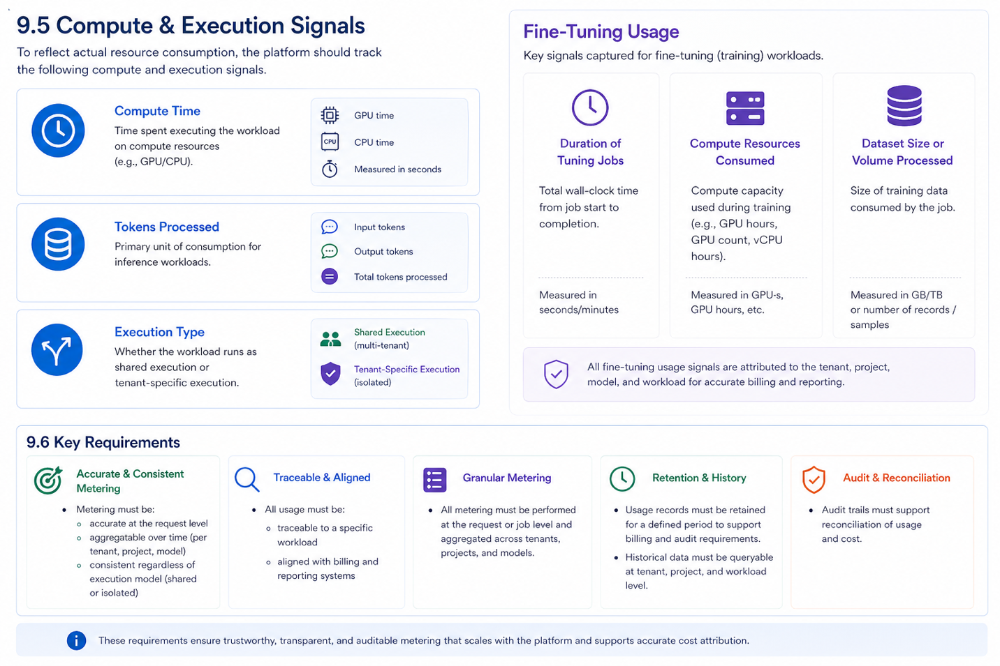 9.5 Compute & Execution Signals
To reflect actual resource consumption, the platform should track
the following compute and execution signals.
Compute Time
Time spent executing the workload
on compute resources
(e.g., GPU/CPU).
GPU time
CPU
CPU time
Measured in seconds
Tokens Processed
Primary unit of consumption for
inference workloads.
Input tokens
Output tokens
Total tokens processed
Execution Type
Whether the workload runs as
shared execution or
tenant-specific execution.
Shared Execution
(multi-tenant)
Tenant-Specific Execution
(isolated)
Fine-Tuning Usage
Key signals captured for fine-tuning (training) workloads.
Duration of
Tuning Jobs
Total wall-clock time
from job start to
completion.
Measured in
seconds/minutes
Compute Resources
Consumed
Compute capacity
used during training
(e.g., GPU hours,
GPU count, vCPU
hours).
Measured in GPU-s,
GPU hours, etc.
Dataset Size or
Volume Processed
Size of training data
consumed by the job.
Measured in GB/TB
or number of records /
samples
All fine-tuning usage signals are attributed to the tenant, project,
model, and workload for accurate billing and reporting.
9.6 Key Requirements
Accurate & Consistent
Metering
• Metering must be:
○ accurate at the request level
○ aggregatable over time (per
tenant, project, model)
○ consistent regardless of
execution model (shared
or isolated)
Traceable & Aligned
• All usage must be:
○ traceable to a specific
workload
○ aligned with billing and
reporting systems
Granular Metering
• All metering must be performed
at the request or job level and
aggregated across tenants,
projects, and models.
Retention & History
• Usage records must be retained
for a defined period to support
billing and audit requirements.
• Historical data must be queryable
at tenant, project, and workload
level.
Audit & Reconciliation
• Audit trails must support
reconciliation of usage
and cost.
These requirements ensure trustworthy, transparent, and auditable metering that scales with the platform and supports accurate cost attribution.